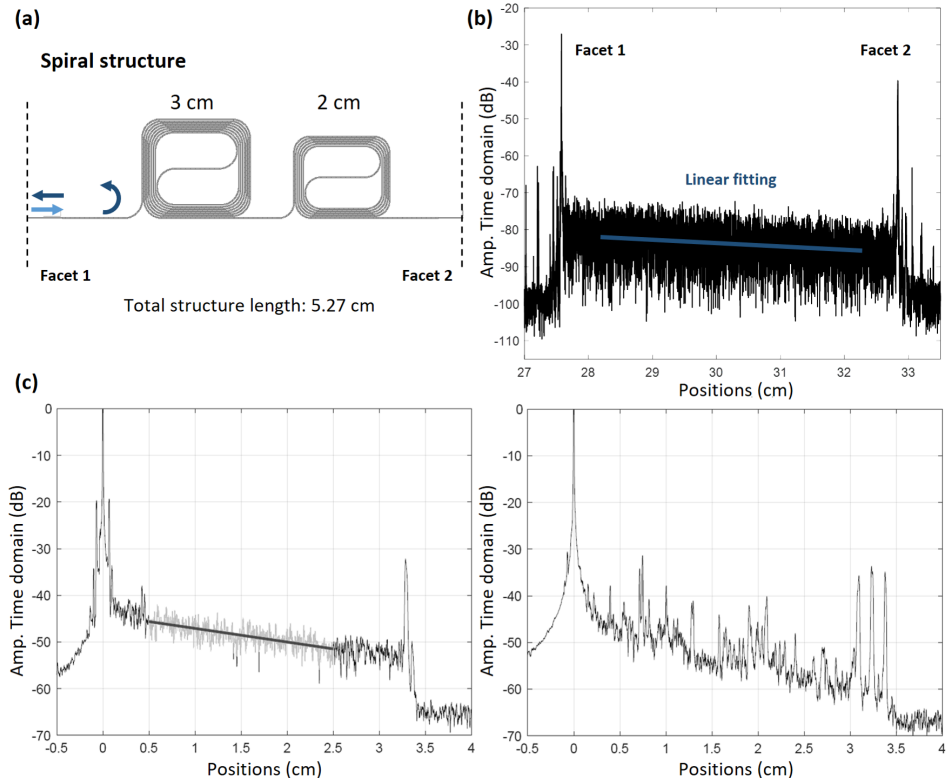 (a)
Spiral structure
3 cm
2 cm
Facet 1
Facet 2
Total structure length: 5.27 cm
(b)
Amp. Time domain (dB)
-20
-30
-40
-50
-60
-70
-80
-90
-100
-110
Facet 1
Facet 2
Linear fitting
27
28
29
30
31
32
33
Positions (cm)
(c)
Amp. Time domain (dB)
0
-10
-20
-30
-40
-50
-60
-70
-0.5
0
0.5
1
1.5
2
2.5
3
3.5
4
Positions (cm)
Amp. Time domain (dB)
0
-10
-20
-30
-40
-50
-60
-70
-0.5
0
0.5
1
1.5
2
2.5
3
3.5
4
Positions (cm)